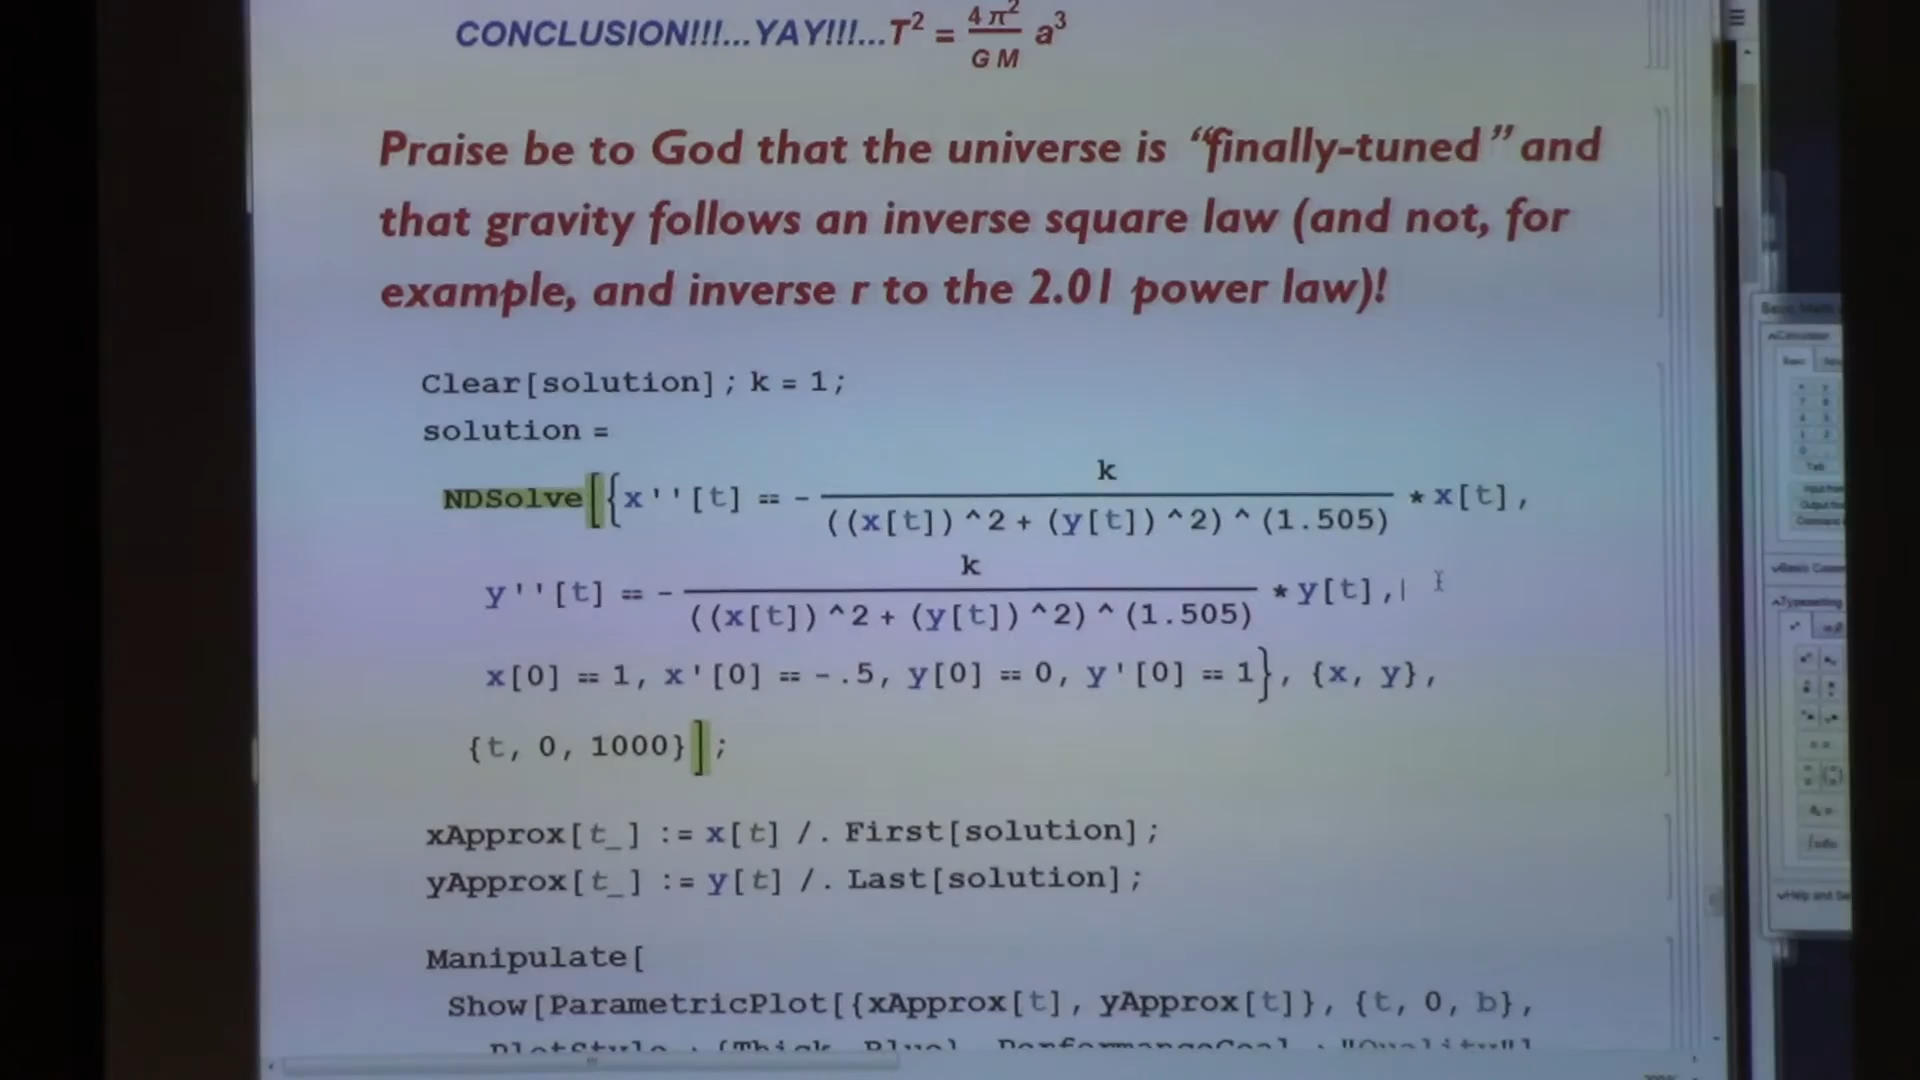 CONCLUSION!!!...YAY!!!...T² = 4 π² / G M a³
Praise be to God that the universe is “finally-tuned” and
that gravity follows an inverse square law (and not, for
example, and inverse r to the 2.01 power law)!
Clear[solution]; k = 1;
solution =
NDSolve[{x''[t] == - k / ((x[t])^2 + (y[t])^2)^(1.505) * x[t],
y''[t] == - k / ((x[t])^2 + (y[t])^2)^(1.505) * y[t],
x[0] == 1, x'[0] == -.5, y[0] == 0, y'[0] == 1}, {x, y},
{t, 0, 1000}];
xApprox[t_] := x[t] /. First[solution];
yApprox[t_] := y[t] /. Last[solution];
Manipulate[
Show[ParametricPlot[{xApprox[t], yApprox[t]}, {t, 0, b},